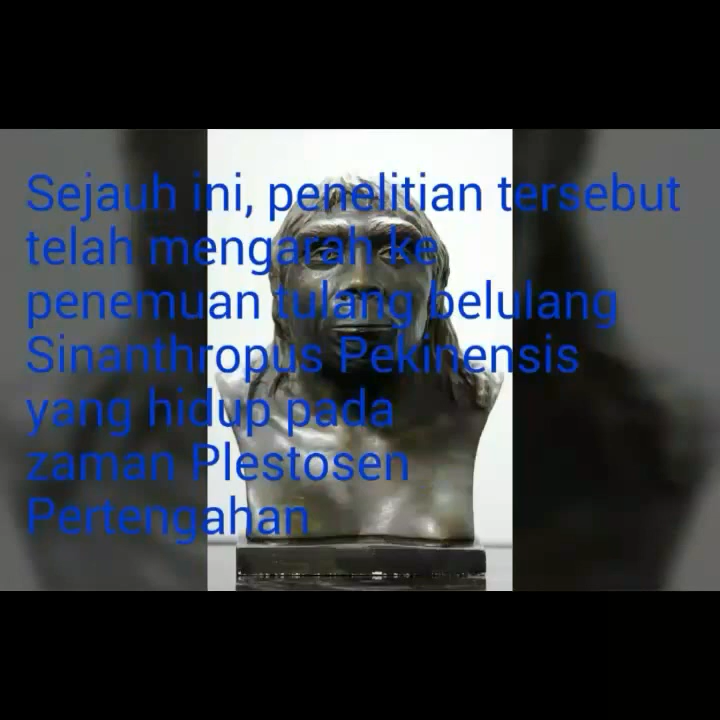 Sejauh ini, penelitian tersebut
telah mengarah ke
penemuan tulang belulang
Sinanthropus Pekinensis
yang hidup pada
zaman Plestosen
Pertengahan